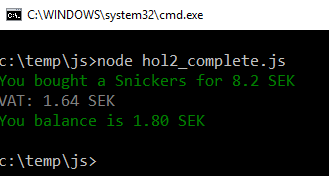 C:\WINDOWS\system32\cmd.exe
c:\temp\js>node hol2_complete.js
You bought a Snickers for 8.2 SEK
VAT: 1.64 SEK
You balance is 1.80 SEK
c:\temp\js>